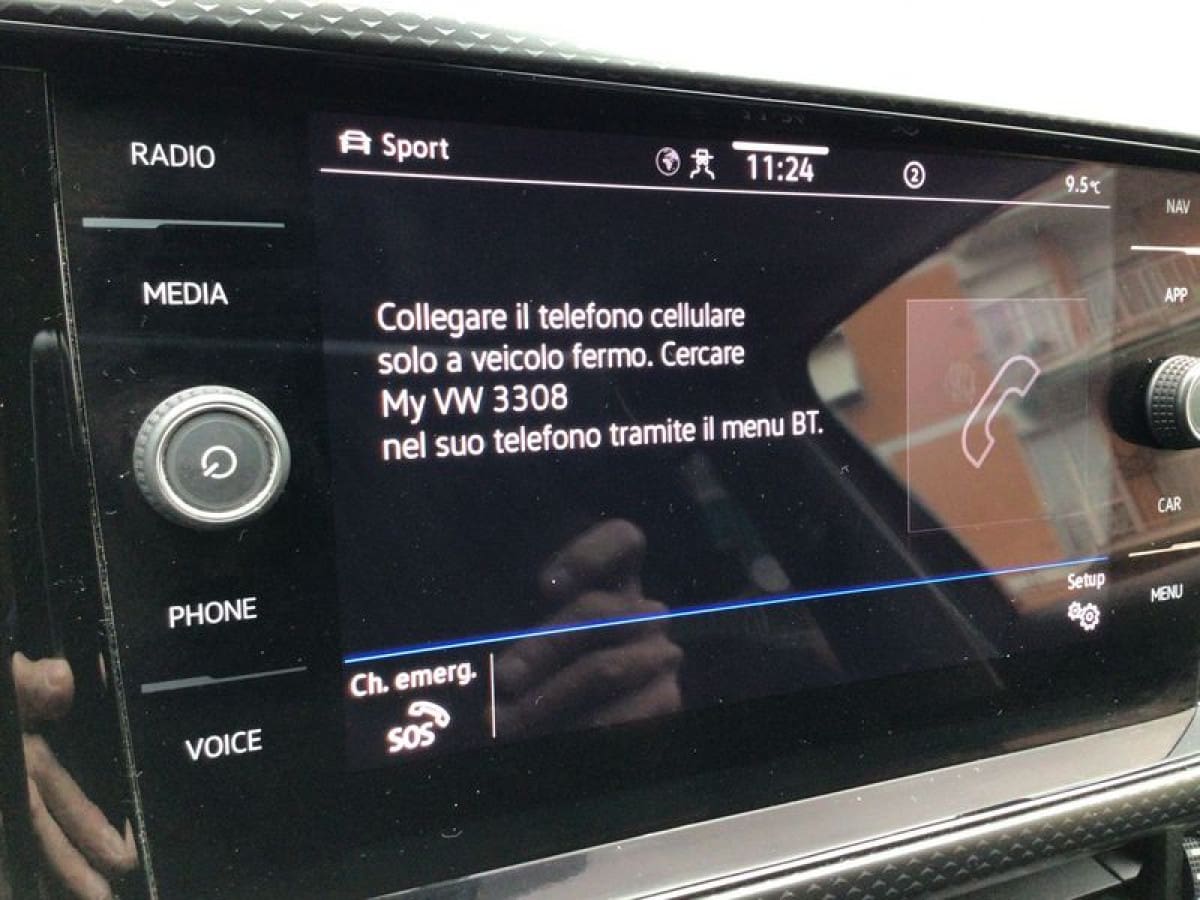 RADIO
MEDIA
PHONE
VOICE
Sport
11:24
2
9.5°C
Collegare il telefono cellulare
solo a veicolo fermo. Cercare
My VW 3308
nel suo telefono tramite il menu BT.
Setup
Ch. emerg.
SOS
NAV
APP
CAR
MENU